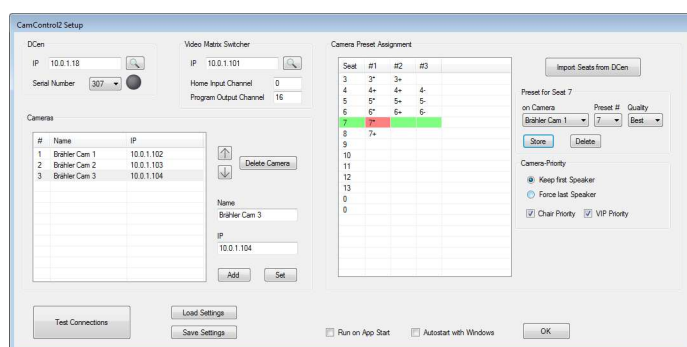 CamControl2 Setup
DCen
IP 10.0.1.18
Serial Number 307
Video Matrix Switcher
IP 10.0.1.101
Home Input Channel 0
Program Output Channel 16
Cameras
# Name IP
1 Brähler Cam 1 10.0.1.102
2 Brähler Cam 2 10.0.1.103
3 Brähler Cam 3 10.0.1.104
Delete Camera
Name
Brähler Cam 3
IP
10.0.1.104
Add Set
Camera Preset Assignment
Seat #1 #2 #3
3 3* 3+
4 4+ 4+ 4-
5 5* 5+ 5-
6 6* 6+ 6-
7 7*
8 7+
9
10
11
12
13
0
0
Import Seats from DCen
Preset for Seat 7
on Camera Preset # Quality
Brähler Cam 1 7 Best
Store Delete
Camera-Priority
Keep first Speaker
Force last Speaker
Chair Priority VIP Priority
Test Connections
Load Settings
Save Settings
Run on App Start Autostart with Windows OK